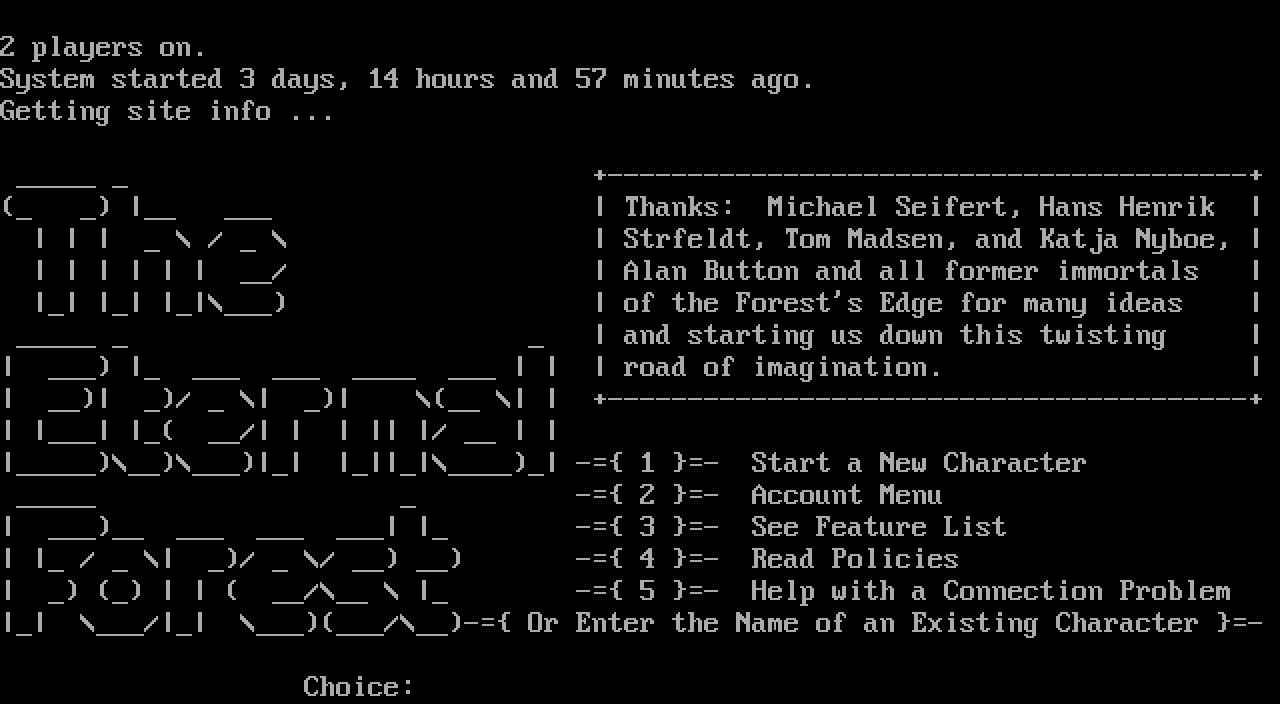 2 players on.
System started 3 days, 14 hours and 57 minutes ago.
Getting site info ...
The
Eternal
Forest
Thanks:  Michael Seifert, Hans Henrik
Strfeldt, Tom Madsen, and Katja Nyboe,
Alan Button and all former immortals
of the Forest's Edge for many ideas
and starting us down this twisting
road of imagination.
-={ 1 }=-  Start a New Character
-={ 2 }=-  Account Menu
-={ 3 }=-  See Feature List
-={ 4 }=-  Read Policies
-={ 5 }=-  Help with a Connection Problem
-={ Or Enter the Name of an Existing Character }=-
Choice: